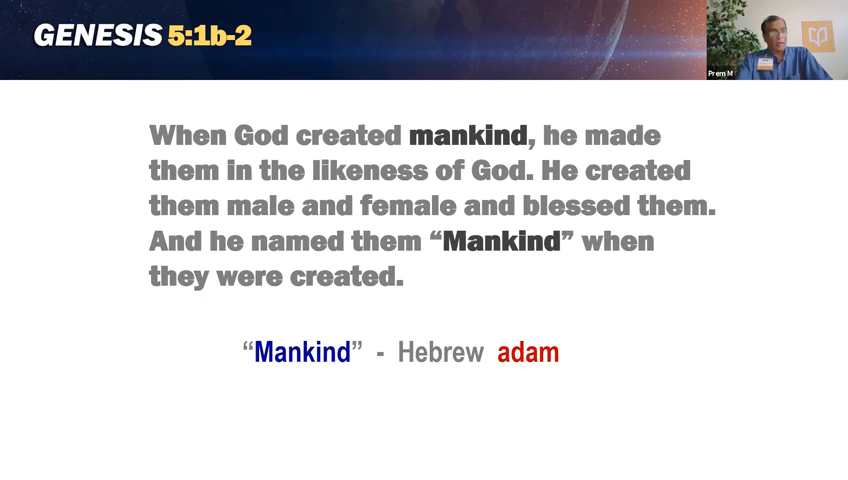 GENESIS 5:1b-2
Prem M
When God created mankind, he made
them in the likeness of God. He created
them male and female and blessed them.
And he named them “Mankind” when
they were created.
“Mankind” - Hebrew adam